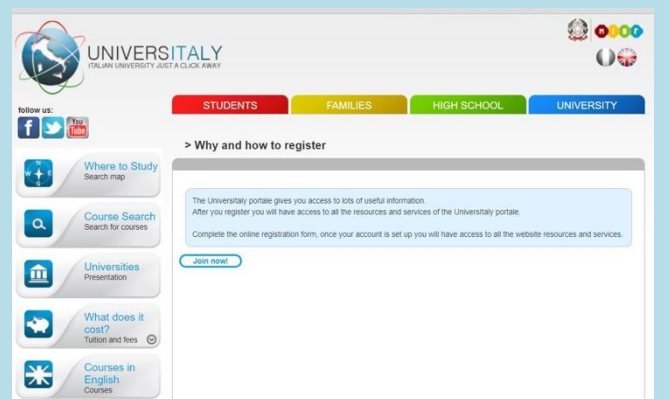 UNIVERSITALY
ITALIAN UNIVERSITY JUST A CLICK AWAY
MIUR
follow us:
f
You
Tube
STUDENTS
FAMILIES
HIGH SCHOOL
UNIVERSITY
> Why and how to register
The Universitaly portale gives you access to lots of useful information.
After you register you will have access to all the resources and services of the Universitaly portale.
Complete the online registration form, once your account is set up you will have access to all the website resources and services.
Join now!
N
W
E
Where to Study
Search map
Course Search
Search for courses
Universities
Presentation
What does it
cost?
Tuition and fees
Courses in
English
Courses